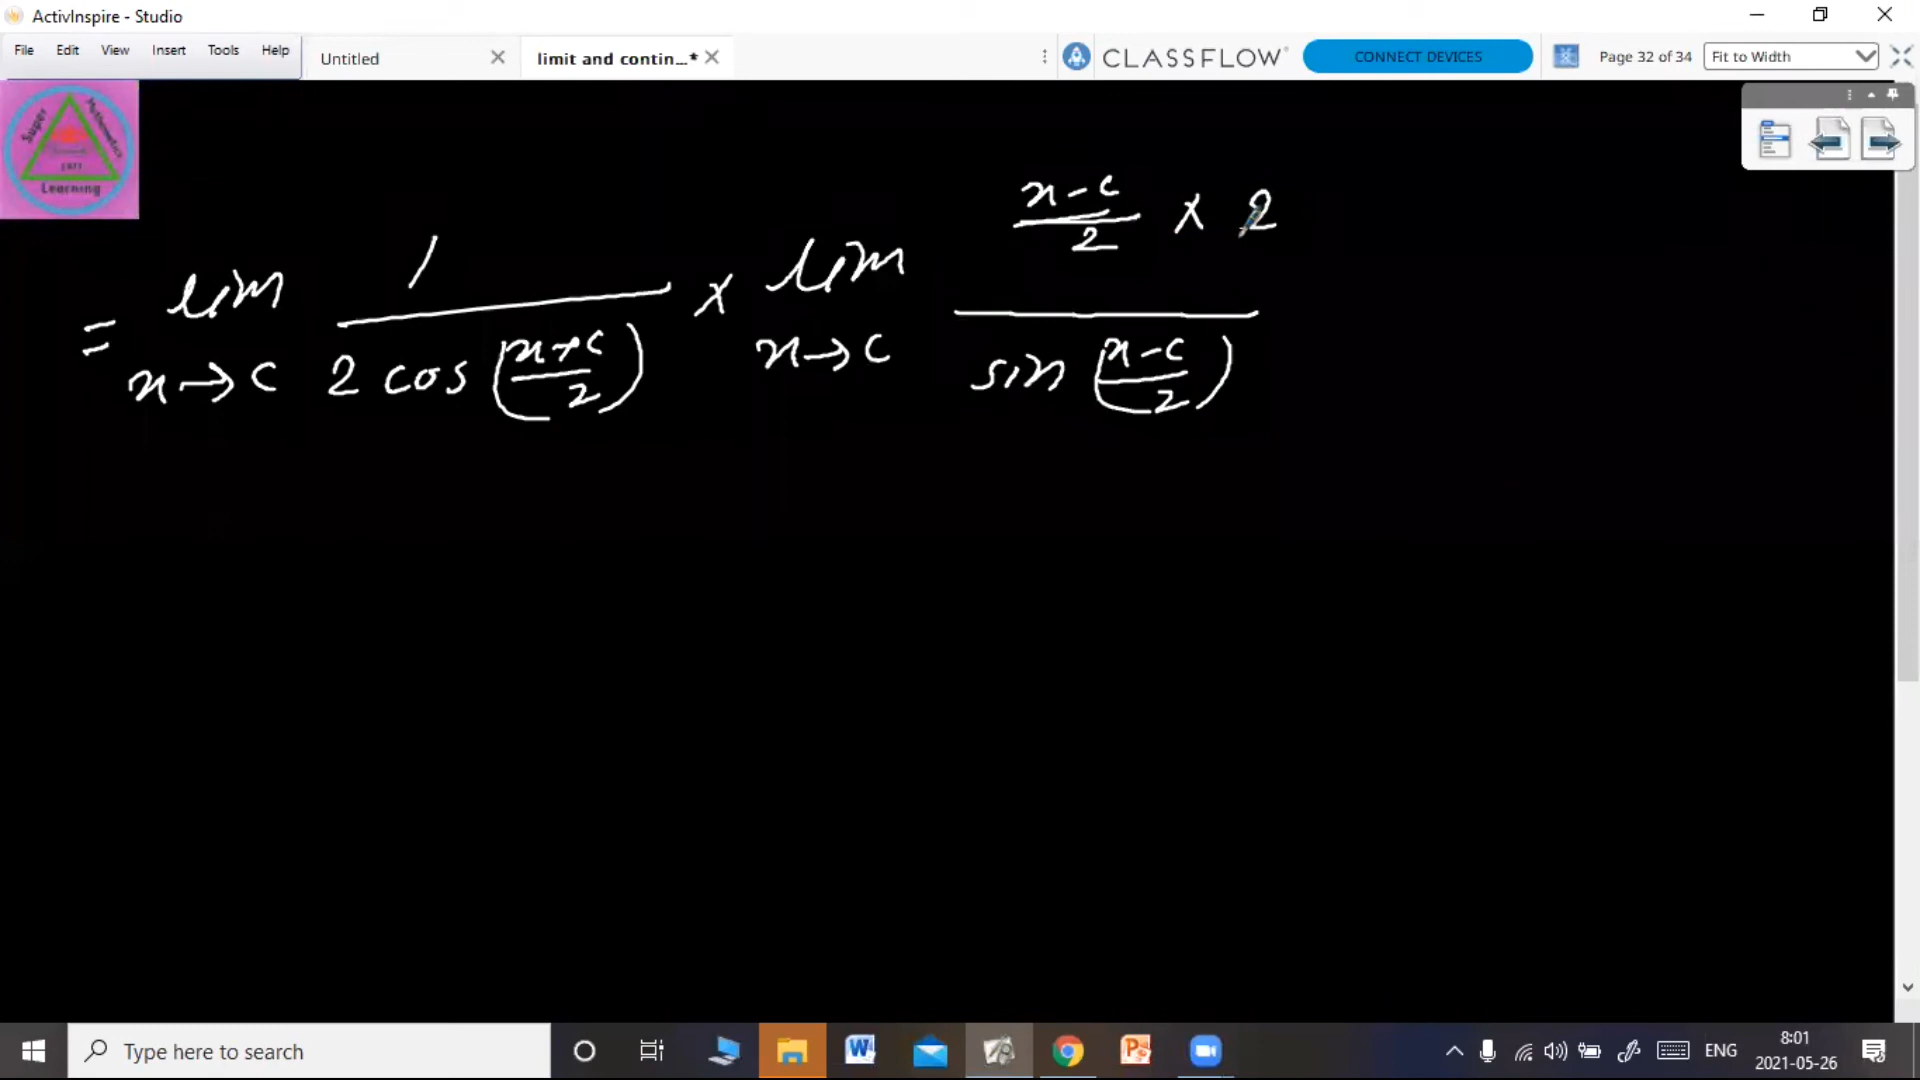 ActivInspire - Studio
File Edit View Insert Tools Help
Untitled
limit and contin...*
CLASSFLOW
CONNECT DEVICES
Page 32 of 34
Fit to Width
Super Mathematics
Learning
= lim x→c 1 / 2 cos((x+c)/2) × lim x→c (x-c)/2 × 2 / sin((x-c)/2)
Type here to search
ENG
8:01
2021-05-26